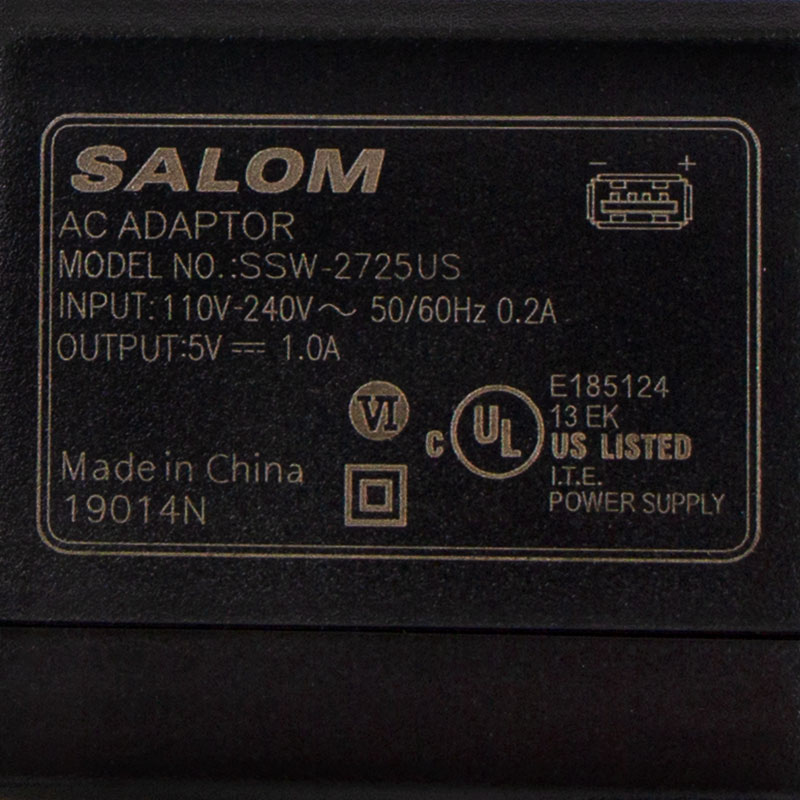 SALOM
− +
AC ADAPTOR
MODEL NO.:SSW-2725US
INPUT: 110V-240V～ 50/60Hz 0.2A
OUTPUT:5V ⎓ 1.0A
VI
E185124
13 EK
C UL US LISTED
I.T.E.
POWER SUPPLY
Made in China
19014N